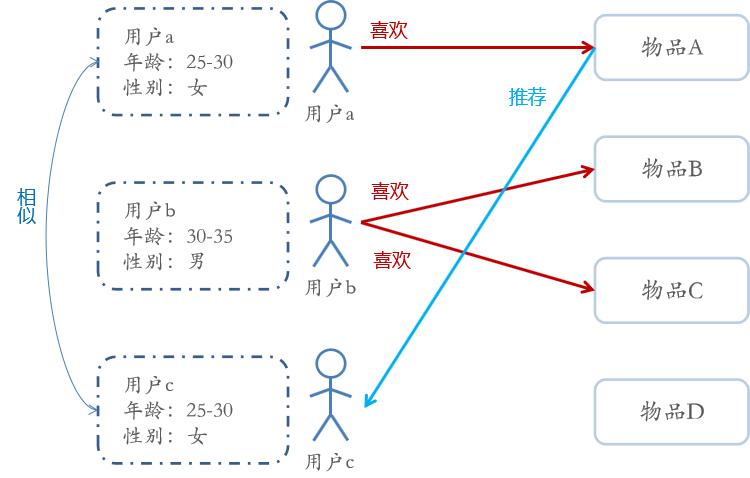 用户a
年龄：25-30
性别：女
用户a
喜欢
物品A
推荐
相似
用户b
年龄：30-35
性别：男
用户b
喜欢
喜欢
物品B
物品C
用户c
年龄：25-30
性别：女
用户c
物品D